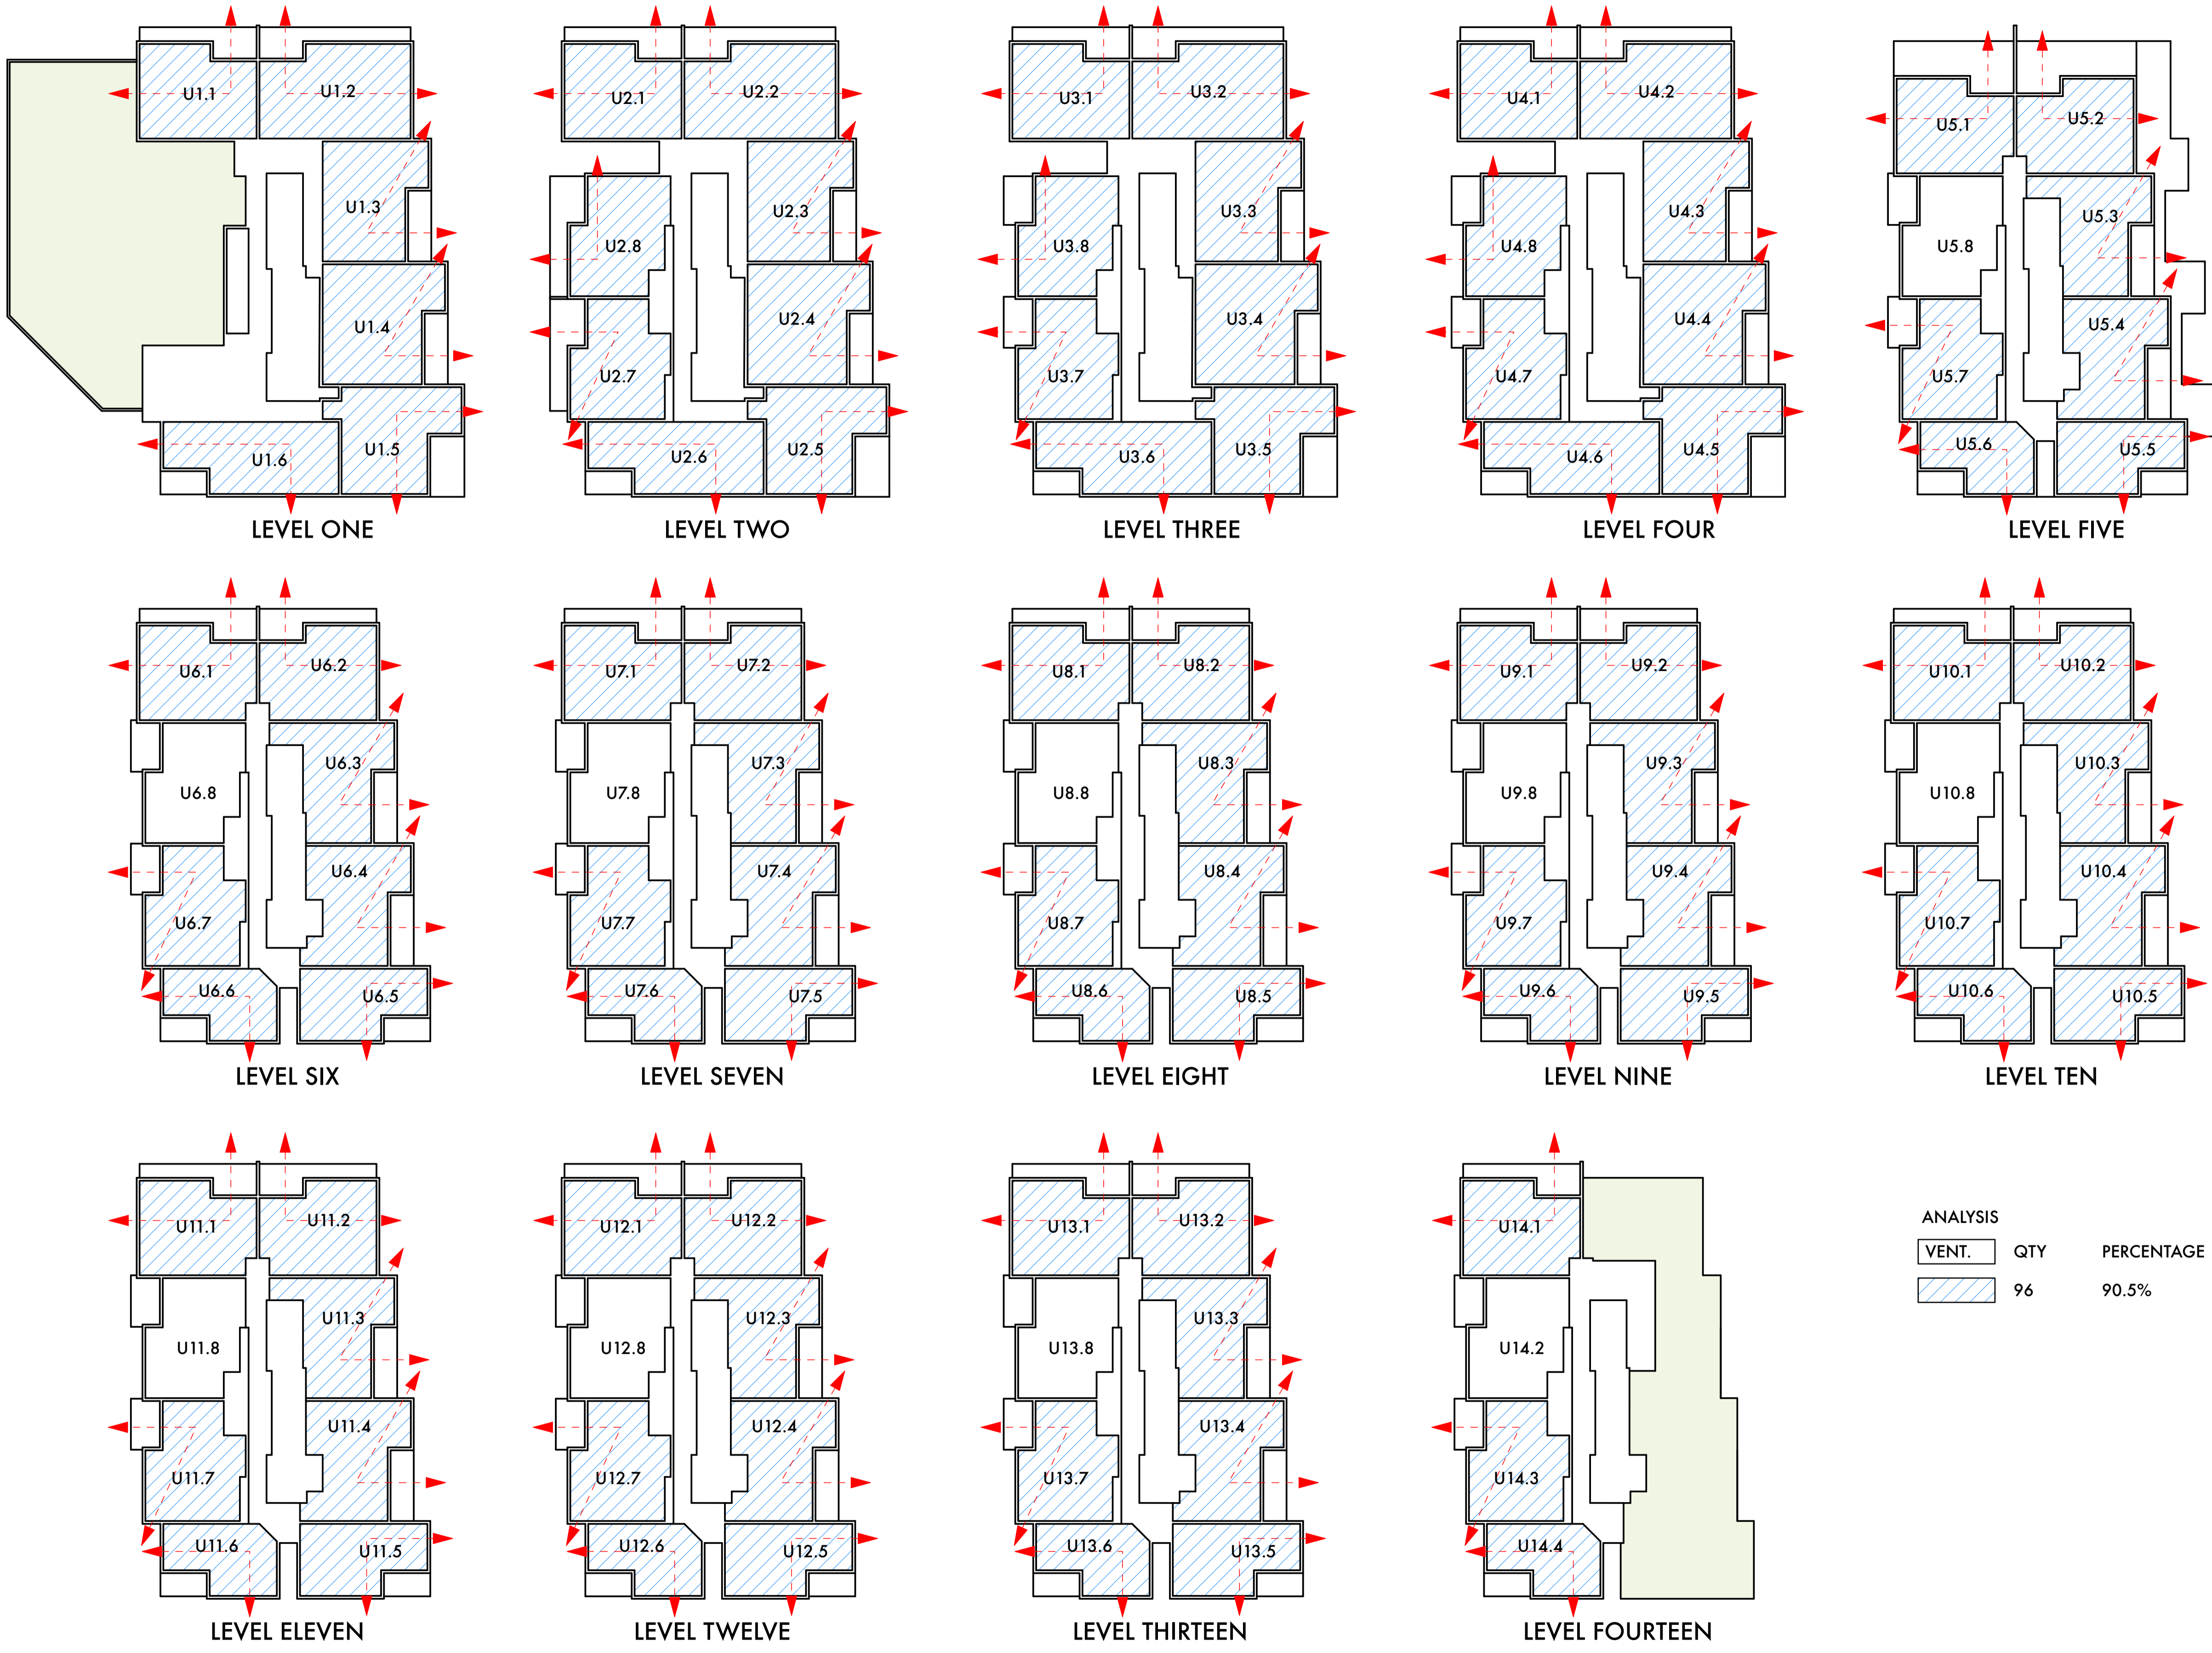 U1.1
U1.2
U1.3
U1.4
U1.5
U1.6
LEVEL ONE
U2.1
U2.2
U2.3
U2.8
U2.4
U2.7
U2.5
U2.6
LEVEL TWO
U3.1
U3.2
U3.3
U3.8
U3.4
U3.7
U3.5
U3.6
LEVEL THREE
U4.1
U4.2
U4.3
U4.8
U4.4
U4.7
U4.5
U4.6
LEVEL FOUR
U5.1
U5.2
U5.3
U5.8
U5.4
U5.7
U5.6
U5.5
LEVEL FIVE
U6.1
U6.2
U6.3
U6.8
U6.4
U6.7
U6.6
U6.5
LEVEL SIX
U7.1
U7.2
U7.3
U7.8
U7.4
U7.7
U7.6
U7.5
LEVEL SEVEN
U8.1
U8.2
U8.3
U8.8
U8.4
U8.7
U8.6
U8.5
LEVEL EIGHT
U9.1
U9.2
U9.3
U9.8
U9.4
U9.7
U9.6
U9.5
LEVEL NINE
U10.1
U10.2
U10.3
U10.8
U10.4
U10.7
U10.6
U10.5
LEVEL TEN
U11.1
U11.2
U11.3
U11.8
U11.4
U11.7
U11.6
U11.5
LEVEL ELEVEN
U12.1
U12.2
U12.3
U12.8
U12.4
U12.7
U12.6
U12.5
LEVEL TWELVE
U13.1
U13.2
U13.3
U13.8
U13.4
U13.7
U13.6
U13.5
LEVEL THIRTEEN
U14.1
U14.2
U14.3
U14.4
LEVEL FOURTEEN
ANALYSIS
VENT. QTY PERCENTAGE
96 90.5%